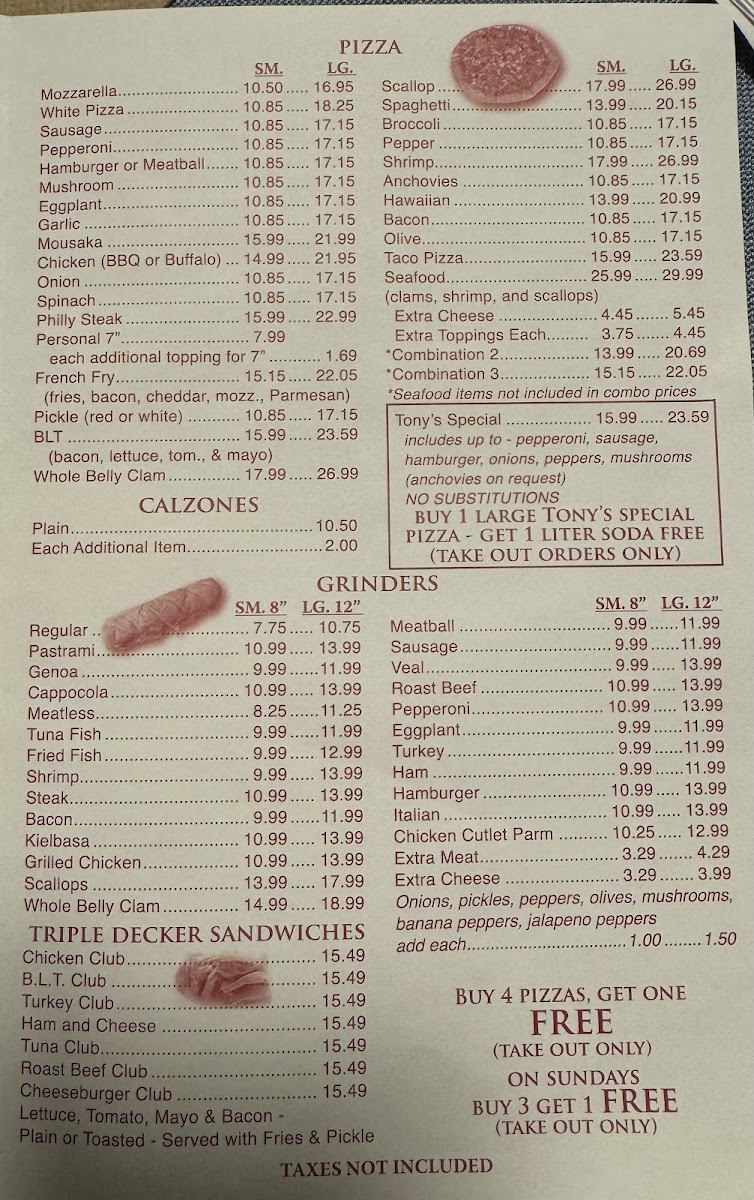 PIZZA
SM. LG.
Mozzarella........................ 10.50 ..... 16.95
White Pizza ...................... 10.85 ..... 18.25
Sausage........................... 10.85 ..... 17.15
Pepperoni......................... 10.85 ..... 17.15
Hamburger or Meatball....... 10.85 ..... 17.15
Mushroom ........................ 10.85 ..... 17.15
Eggplant........................... 10.85 ..... 17.15
Garlic ............................... 10.85 ..... 17.15
Mousaka .......................... 15.99 ..... 21.99
Chicken (BBQ or Buffalo) ... 14.99 ..... 21.95
Onion ............................... 10.85 ..... 17.15
Spinach............................ 10.85 ..... 17.15
Philly Steak ...................... 15.99 ..... 22.99
Personal 7”.......................... 7.99
each additional topping for 7” ........... 1.69
French Fry........................ 15.15 ..... 22.05
(fries, bacon, cheddar, mozz., Parmesan)
Pickle (red or white) .......... 10.85 ..... 17.15
BLT .................................. 15.99 ..... 23.59
(bacon, lettuce, tom., & mayo)
Whole Belly Clam ............. 17.99 ..... 26.99
SM. LG.
Scallop ............................. 17.99 ..... 26.99
Spaghetti.......................... 13.99 ..... 20.15
Broccoli ............................ 10.85 ..... 17.15
Pepper ............................. 10.85 ..... 17.15
Shrimp.............................. 17.99 ..... 26.99
Anchovies ........................ 10.85 ..... 17.15
Hawaiian .......................... 13.99 ..... 20.99
Bacon............................... 10.85 ..... 17.15
Olive................................. 10.85 ..... 17.15
Taco Pizza........................ 15.99 ..... 23.59
Seafood............................ 25.99 ..... 29.99
(clams, shrimp, and scallops)
Extra Cheese .................... 4.45 ....... 5.45
Extra Toppings Each......... 3.75 ....... 4.45
*Combination 2.................. 13.99 ..... 20.69
*Combination 3.................. 15.15 ..... 22.05
*Seafood items not included in combo prices
Tony's Special ................... 15.99 ..... 23.59
includes up to - pepperoni, sausage,
hamburger, onions, peppers, mushrooms
(anchovies on request)
NO SUBSTITUTIONS
BUY 1 LARGE TONY'S SPECIAL
PIZZA - GET 1 LITER SODA FREE
(TAKE OUT ORDERS ONLY)
CALZONES
Plain..................................................... 10.50
Each Additional Item............................ 2.00
GRINDERS
SM. 8” LG. 12”
Regular .............................. 7.75 ..... 10.75
Pastrami........................... 10.99 ..... 13.99
Genoa ............................... 9.99 ......11.99
Cappocola........................ 10.99 ..... 13.99
Meatless............................. 8.25 ......11.25
Tuna Fish ........................... 9.99 ......11.99
Fried Fish........................... 9.99 ..... 12.99
Shrimp................................ 9.99 ..... 13.99
Steak................................ 10.99 ..... 13.99
Bacon................................. 9.99 ......11.99
Kielbasa .......................... 10.99 ..... 13.99
Grilled Chicken................. 10.99 ..... 13.99
Scallops .......................... 13.99 ..... 17.99
Whole Belly Clam ............. 14.99 ..... 18.99
SM. 8” LG. 12”
Meatball ............................. 9.99 ......11.99
Sausage............................. 9.99 ......11.99
Veal.................................... 9.99 ..... 13.99
Roast Beef ...................... 10.99 ..... 13.99
Pepperoni........................ 10.99 ..... 13.99
Eggplant............................. 9.99 ......11.99
Turkey ................................ 9.99 ......11.99
Ham ................................... 9.99 ......11.99
Hamburger ...................... 10.99 ..... 13.99
Italian .............................. 10.99 ..... 13.99
Chicken Cutlet Parm ......... 10.25 ..... 12.99
Extra Meat......................... 3.29 ....... 4.29
Extra Cheese .................... 3.29 ....... 3.99
Onions, pickles, peppers, olives, mushrooms,
banana peppers, jalapeno peppers
add each................................ 1.00 ........ 1.50
TRIPLE DECKER SANDWICHES
Chicken Club........................................ 15.49
B.L.T. Club ........................................... 15.49
Turkey Club.......................................... 15.49
Ham and Cheese ................................. 15.49
Tuna Club............................................. 15.49
Roast Beef Club ................................... 15.49
Cheeseburger Club .............................. 15.49
Lettuce, Tomato, Mayo & Bacon -
Plain or Toasted - Served with Fries & Pickle
BUY 4 PIZZAS, GET ONE
FREE
(TAKE OUT ONLY)
ON SUNDAYS
BUY 3 GET 1 FREE
(TAKE OUT ONLY)
TAXES NOT INCLUDED